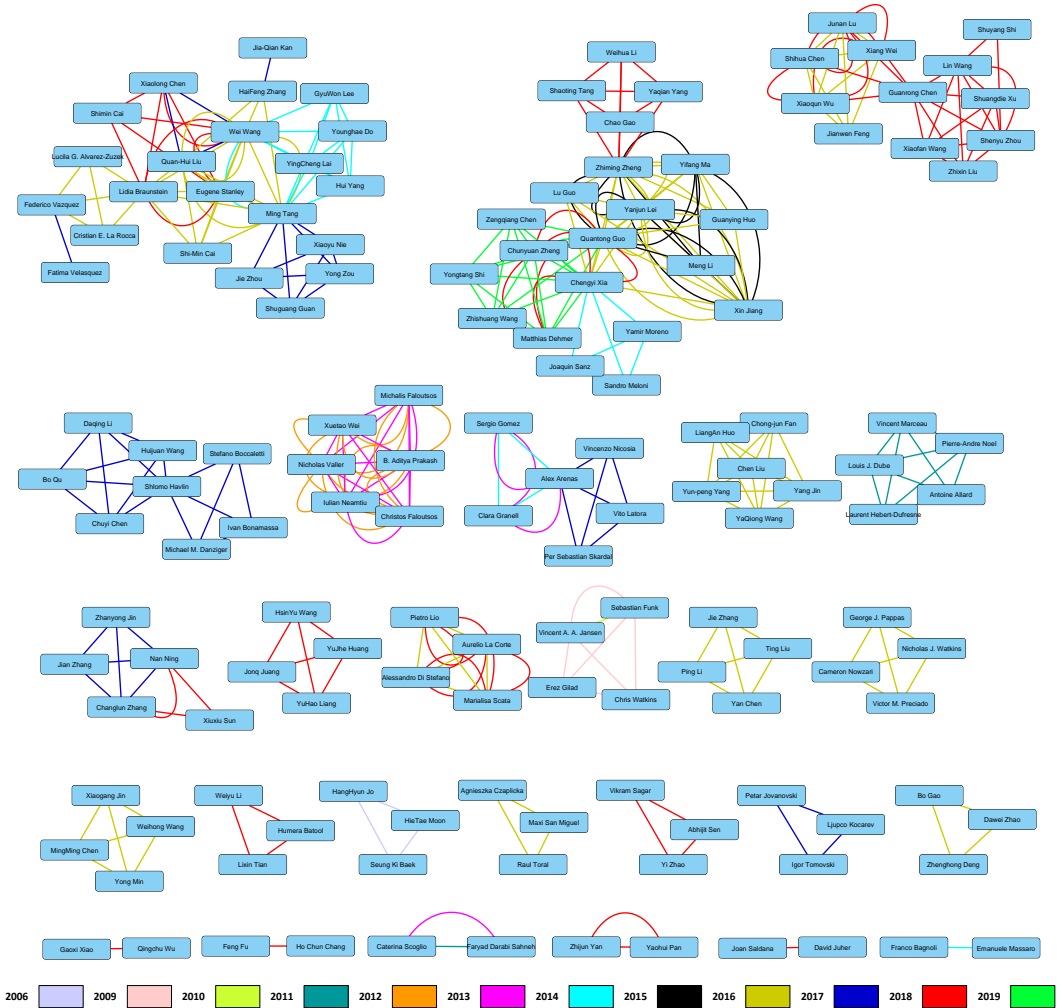 Jia-Qian Kan
Xiaolong Chen
HaiFeng Zhang
GyuWon Lee
Shimin Cai
Wei Wang
Younghae Do
Lucila G. Alvarez-Zuzek
Quan-Hui Liu
YingCheng Lai
Lidia Braunstein
Eugene Stanley
Hui Yang
Federico Vazquez
Ming Tang
Cristian E. La Rocca
Shi-Min Cai
Xiaoyu Nie
Fatima Velasquez
Jie Zhou
Yong Zou
Shuguang Guan
Weihua Li
Shaoting Tang
Yaqian Yang
Chao Gao
Zhiming Zheng
Yifang Ma
Lu Guo
Yanjun Lei
Guanying Huo
Zengqiang Chen
Quantong Guo
Chunyuan Zheng
Meng Li
Yongtang Shi
Chengyi Xia
Xin Jiang
Zhishuang Wang
Matthias Dehmer
Yamir Moreno
Joaquin Sanz
Sandro Meloni
Junan Lu
Shuyang Shi
Shihua Chen
Xiang Wei
Lin Wang
Xiaoqun Wu
Guanrong Chen
Shuangdie Xu
Jianwen Feng
Xiaofan Wang
Shenyu Zhou
Zhixin Liu
Daqing Li
Huijuan Wang
Stefano Boccaletti
Bo Qu
Shlomo Havlin
Chuyi Chen
Ivan Bonamassa
Michael M. Danziger
Michalis Faloutsos
Xuetao Wei
Nicholas Valler
B. Aditya Prakash
Iulian Neamtiu
Christos Faloutsos
Sergio Gomez
Vincenzo Nicosia
Alex Arenas
Clara Granell
Vito Latora
Per Sebastian Skardal
LiangAn Huo
Chong-jun Fan
Chen Liu
Yun-peng Yang
Yang Jin
YaQiong Wang
Vincent Marceau
Pierre-Andre Noel
Louis J. Dube
Antoine Allard
Laurent Hebert-Dufresne
Zhanyong Jin
Jian Zhang
Nan Ning
Changlun Zhang
Xiuxiu Sun
HsinYu Wang
YuJhe Huang
Jonq Juang
YuHao Liang
Pietro Lio
Aurelio La Corte
Alessandro Di Stefano
Marialisa Scata
Sebastian Funk
Vincent A. A. Jansen
Erez Gilad
Chris Watkins
Jie Zhang
Ting Liu
Ping Li
Yan Chen
George J. Pappas
Nicholas J. Watkins
Cameron Nowzari
Victor M. Preciado
Xiaogang Jin
Weihong Wang
MingMing Chen
Yong Min
Weiyu Li
Humera Batool
Lixin Tian
HangHyun Jo
HieTae Moon
Seung Ki Baek
Agnieszka Czaplicka
Maxi San Miguel
Raul Toral
Vikram Sagar
Abhijit Sen
Yi Zhao
Petar Jovanovski
Ljupco Kocarev
Igor Tomovski
Bo Gao
Dawei Zhao
Zhenghong Deng
Gaoxi Xiao
Qingchu Wu
Feng Fu
Ho Chun Chang
Caterina Scoglio
Faryad Darabi Sahneh
Zhijun Yan
Yaohui Pan
Joan Saldana
David Juher
Franco Bagnoli
Emanuele Massaro
2006 2009 2010 2011 2012 2013 2014 2015 2016 2017 2018 2019